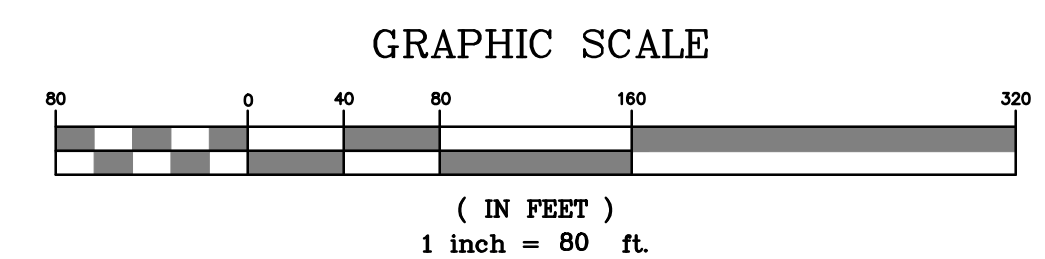 GRAPHIC SCALE
80 0 40 80 160 320
( IN FEET )
1 inch = 80 ft.